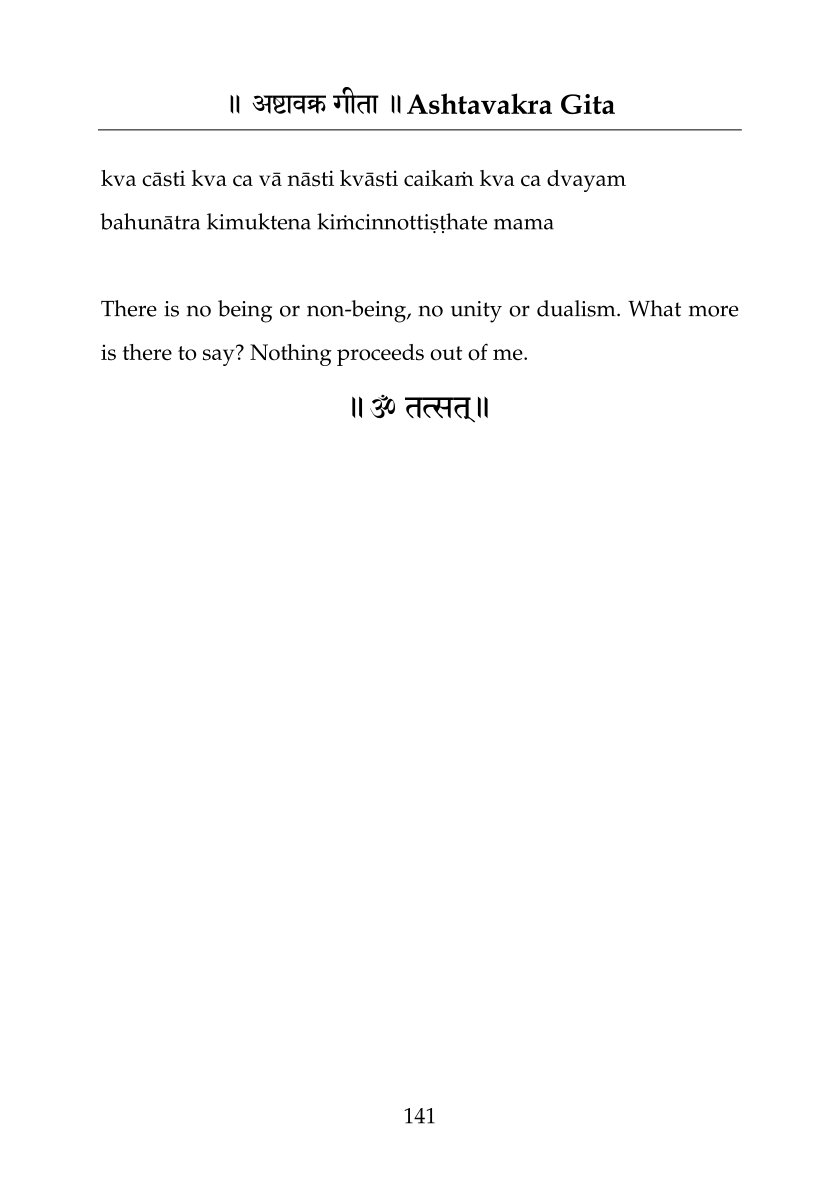 ॥ अष्टावक्र गीता ॥ Ashtavakra Gita
kva cāsti kva ca vā nāsti kvāsti caikaṁ kva ca dvayam
bahunātra kimuktena kiṁcinnottiṣṭhate mama
There is no being or non-being, no unity or dualism. What more
is there to say? Nothing proceeds out of me.
॥ ॐ तत्सत् ॥
141